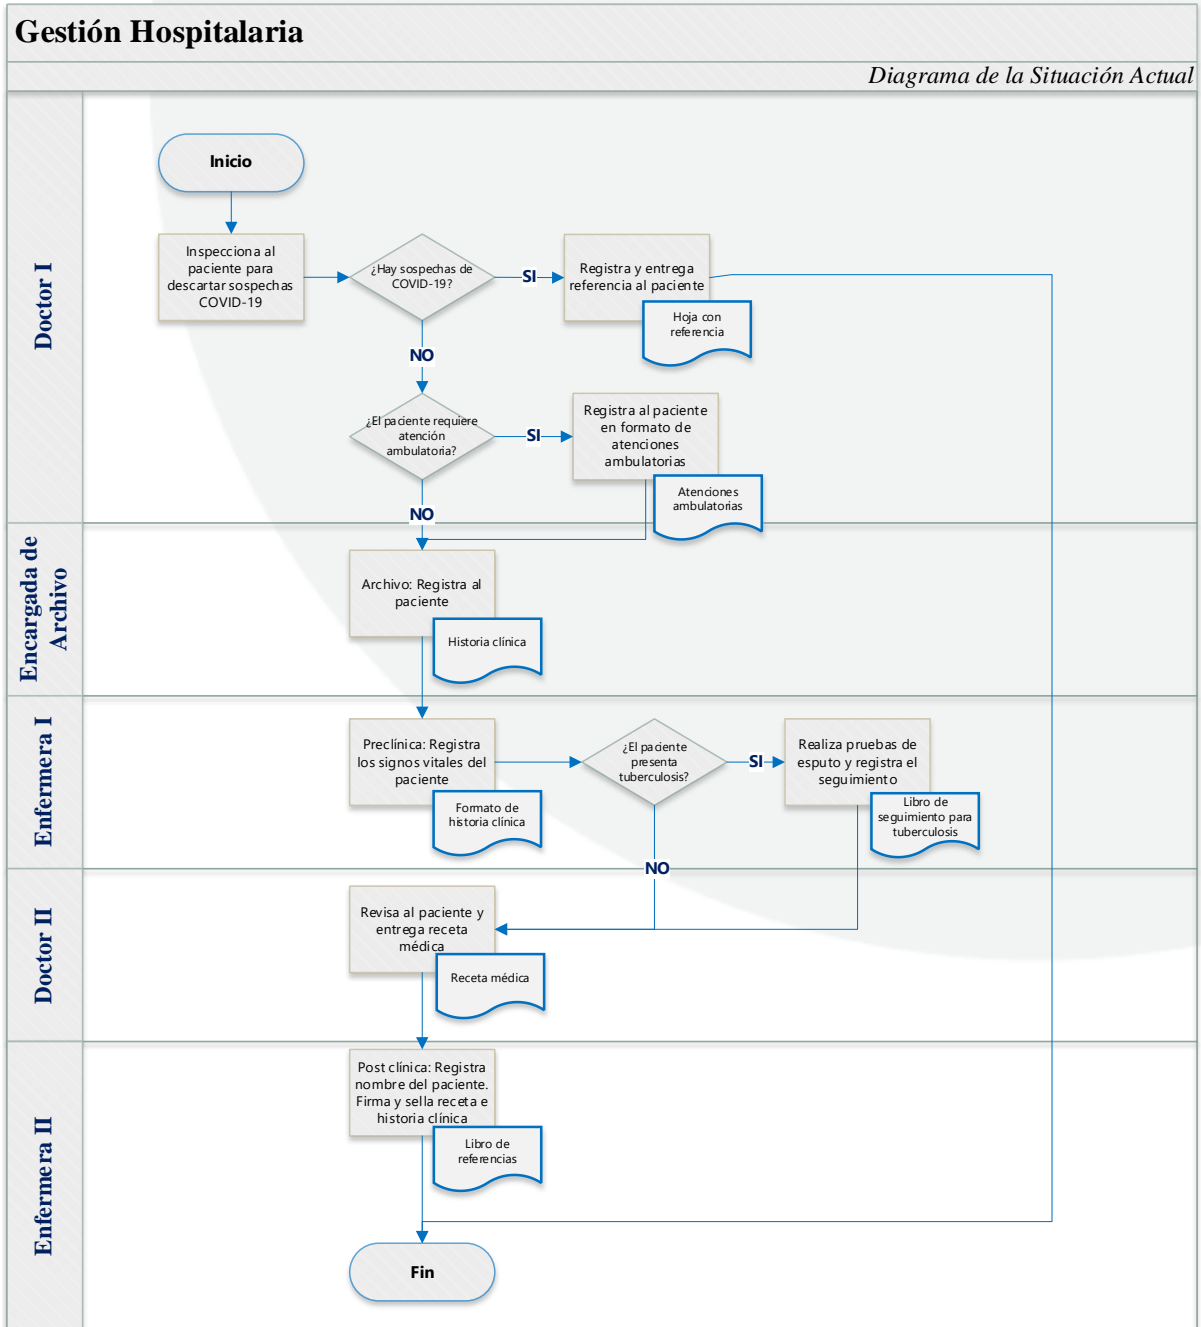 Gestión Hospitalaria
Diagrama de la Situación Actual
Doctor I
Inicio
Inspecciona al
paciente para
descartar sospechas
COVID-19
¿Hay sospechas de
COVID-19?
SI
Registra y entrega
referencia al paciente
Hoja con
referencia
NO
¿El paciente requiere
atención
ambulatoria?
SI
Registra al paciente
en formato de
atenciones
ambulatorias
Atenciones
ambulatorias
NO
Encargada de
Archivo
Archivo: Registra al
paciente
Historia clínica
Enfermera I
Preclínica: Registra
los signos vitales del
paciente
Formato de
historia clínica
¿El paciente
presenta
tuberculosis?
SI
Realiza pruebas de
esputo y registra el
seguimiento
Libro de
seguimiento para
tuberculosis
NO
Doctor II
Revisa al paciente y
entrega receta
médica
Receta médica
Enfermera II
Post clínica: Registra
nombre del paciente.
Firma y sella receta e
historia clínica
Libro de
referencias
Fin